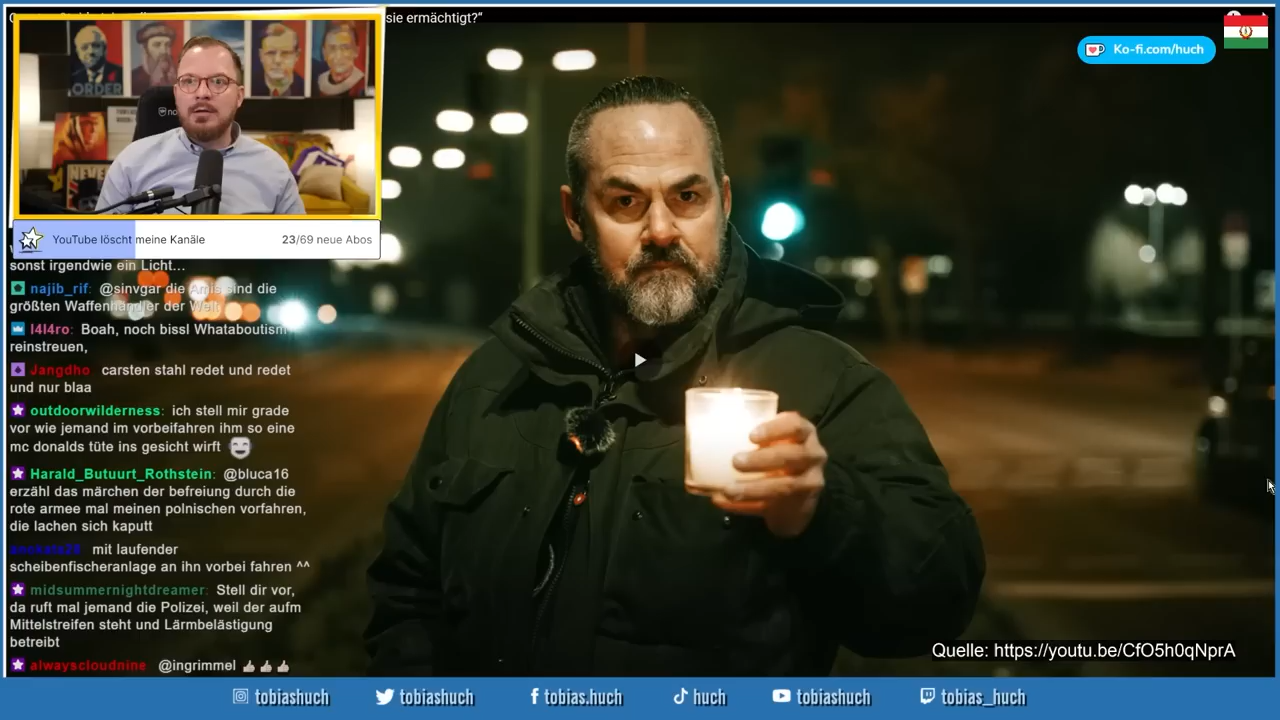 sie ermächtigt?“
Ko-fi.com/huch
ORDER
NEVER
YouTube löscht meine Kanäle 23/69 neue Abos
sonst irgendwie ein Licht...
najib_rif: @sinvgar die Amis sind die
größten Waffenhändler der Welt
l4l4ro: Boah, noch bissl Whataboutism
reinstreuen,
Jangdho carsten stahl redet und redet
und nur blaa
outdoorwilderness: ich stell mir grade
vor wie jemand im vorbeifahren ihm so eine
mc donalds tüte ins gesicht wirft
Harald_Butuurt_Rothstein: @bluca16
erzähl das märchen der befreiung durch die
rote armee mal meinen polnischen vorfahren,
die lachen sich kaputt
mit laufender
scheibenfischeranlage an ihn vorbei fahren ^^
midsummernightdreamer: Stell dir vor,
da ruft mal jemand die Polizei, weil der aufm
Mittelstreifen steht und Lärmbelästigung
betreibt
alwayscloudnine @ingrimmel
Quelle: https://youtu.be/CfO5h0qNprA
tobiashuch tobiashuch tobias.huch huch tobiashuch tobias_huch